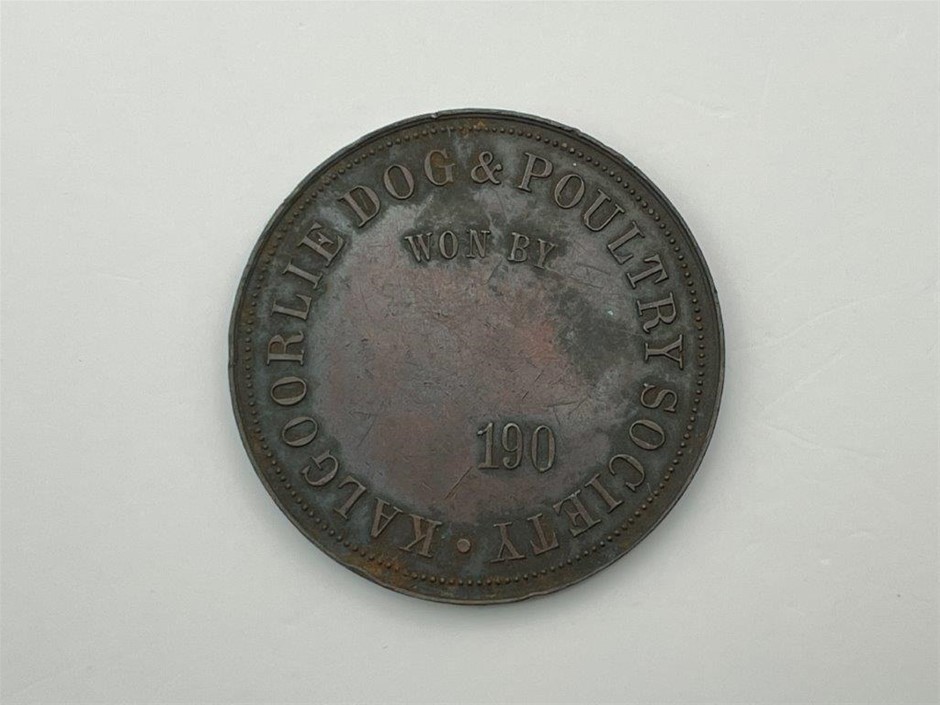 KALGOORLIE DOG & POULTRY SOCIETY •
WON BY
190